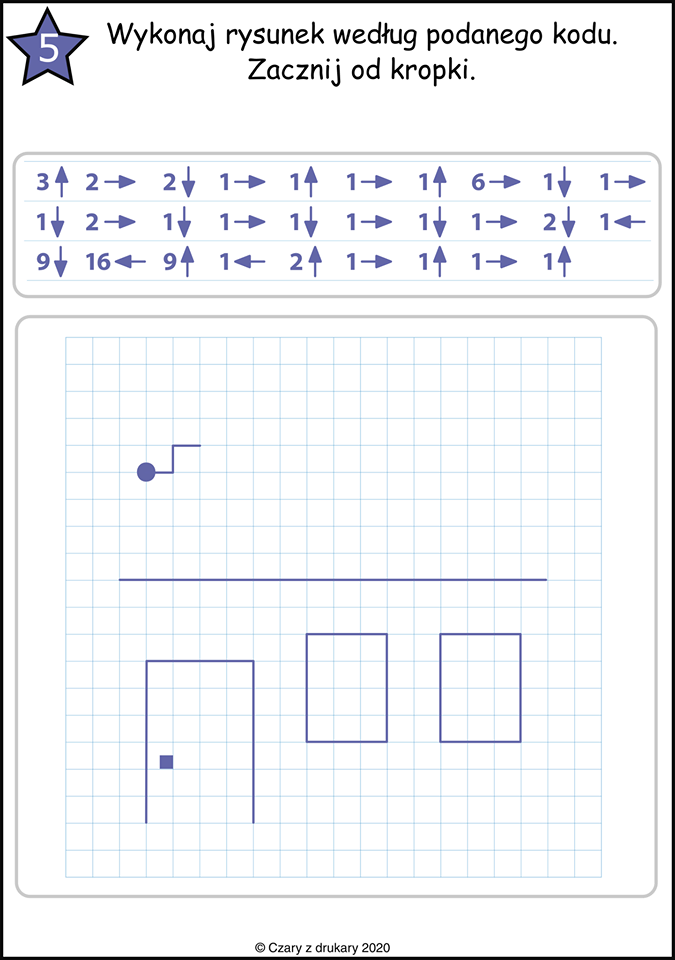 5
Wykonaj rysunek według podanego kodu.
Zacznij od kropki.
3↑ 2→ 2↓ 1→ 1↑ 1→ 1↑ 6→ 1↓ 1→
1↓ 2→ 1↓ 1→ 1↓ 1→ 1↓ 1→ 2↓ 1←
9↓ 16← 9↑ 1← 2↑ 1→ 1↑ 1→ 1↑
© Czary z drukary 2020